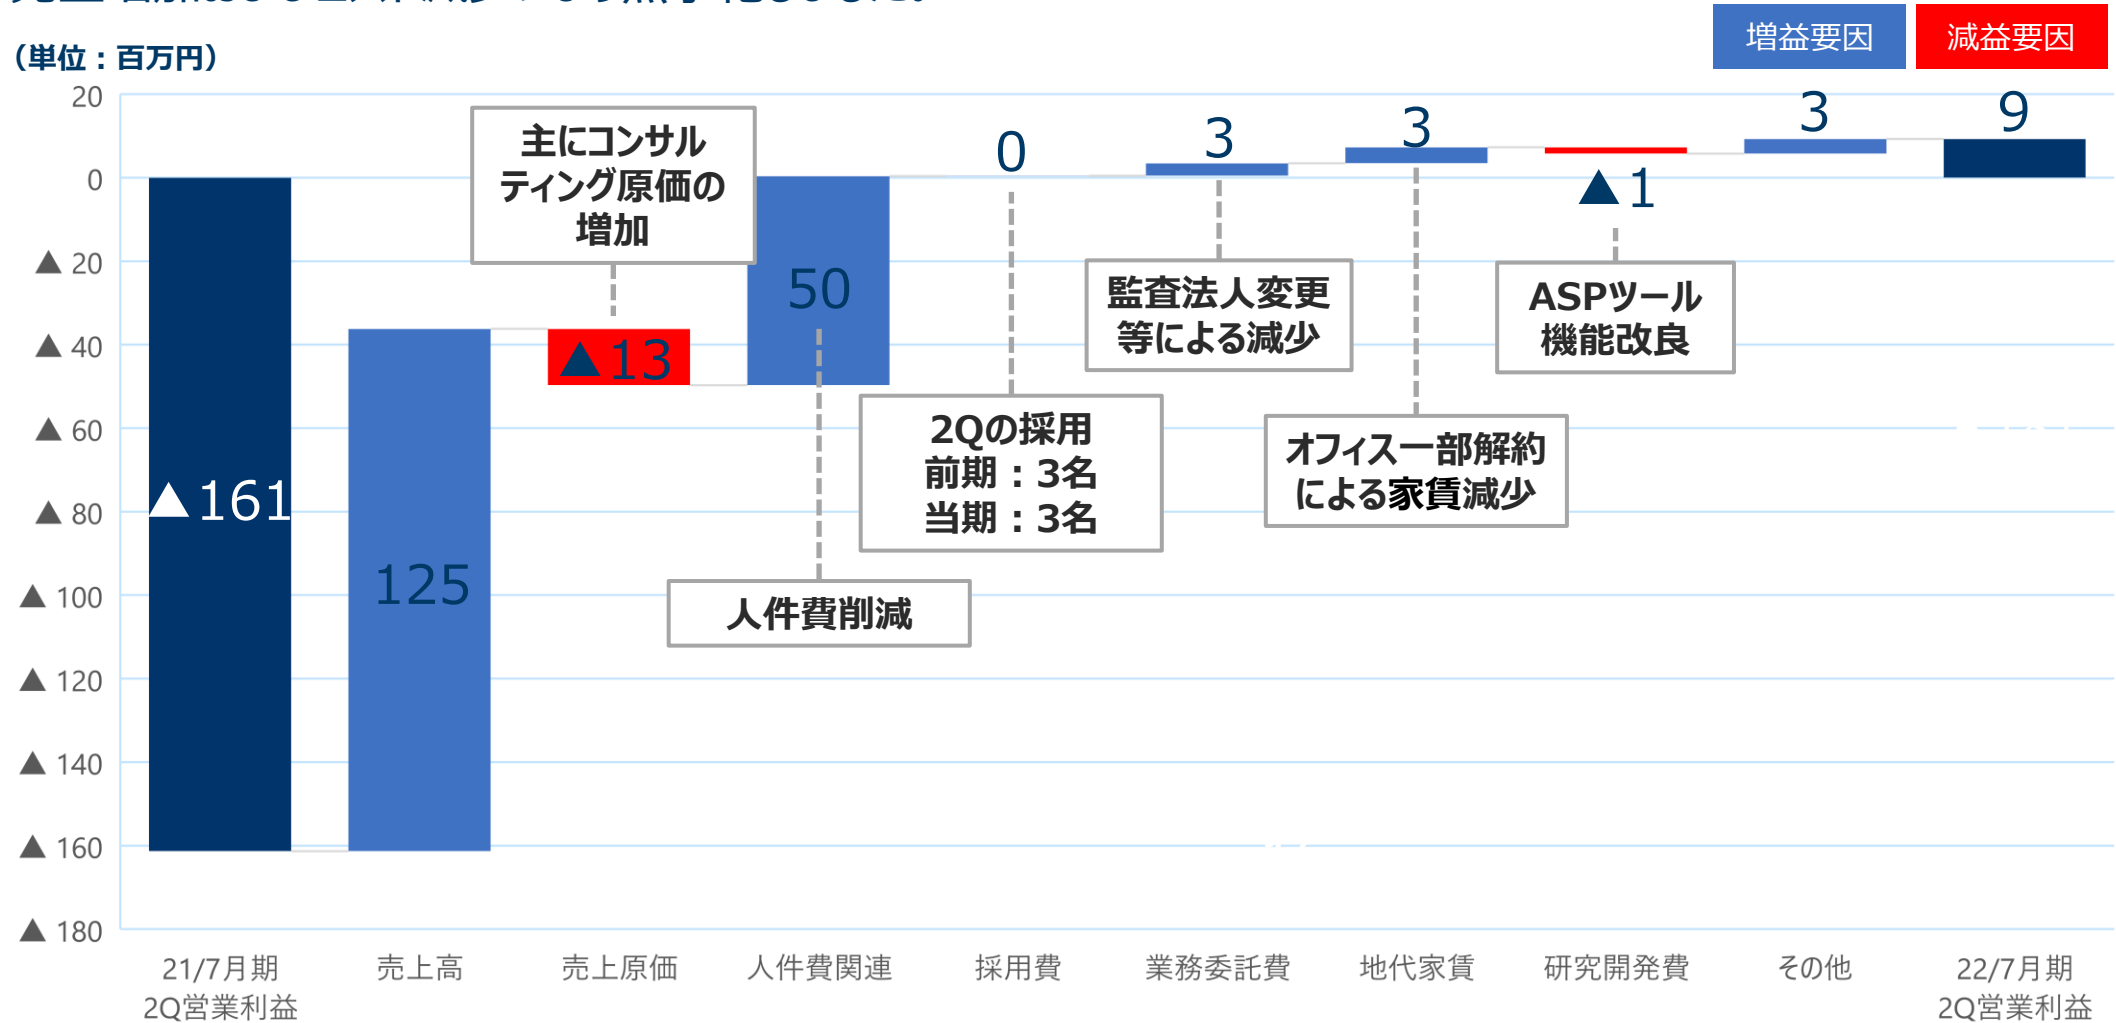 (単位：百万円)
増益要因
減益要因
20
0
▲ 20
▲ 40
▲ 60
▲ 80
▲ 100
▲ 120
▲ 140
▲ 160
▲ 180
▲161
125
▲13
50
0
3
3
▲1
3
9
主にコンサル
ティング原価の
増加
人件費削減
2Qの採用
前期：3名
当期：3名
監査法人変更
等による減少
オフィス一部解約
による家賃減少
ASPツール
機能改良
21/7月期
2Q営業利益
売上高
売上原価
人件費関連
採用費
業務委託費
地代家賃
研究開発費
その他
22/7月期
2Q営業利益